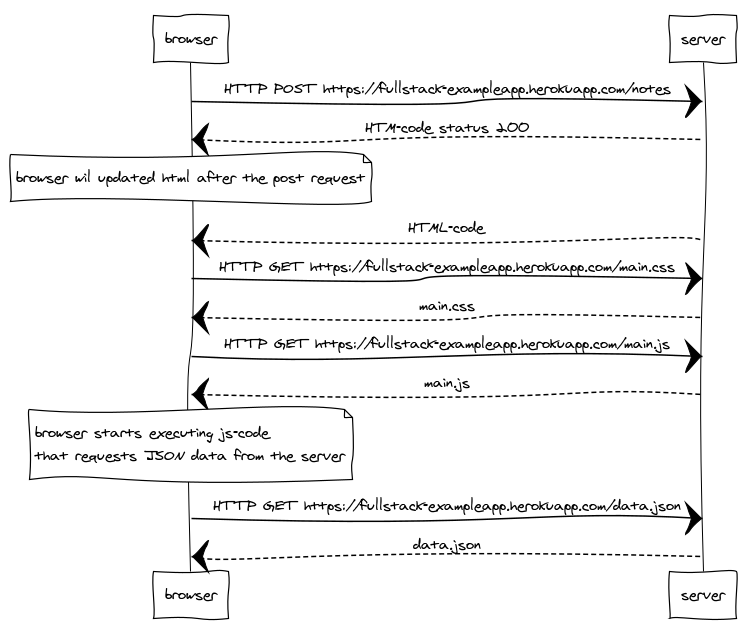 browser
server
HTTP POST https://fullstack-exampleapp.herokuapp.com/notes
HTM-code status 200
browser wil updated html after the post request
HTML-code
HTTP GET https://fullstack-exampleapp.herokuapp.com/main.css
main.css
HTTP GET https://fullstack-exampleapp.herokuapp.com/main.js
main.js
browser starts executing js-code
that requests JSON data from the server
HTTP GET https://fullstack-exampleapp.herokuapp.com/data.json
data.json
browser
server